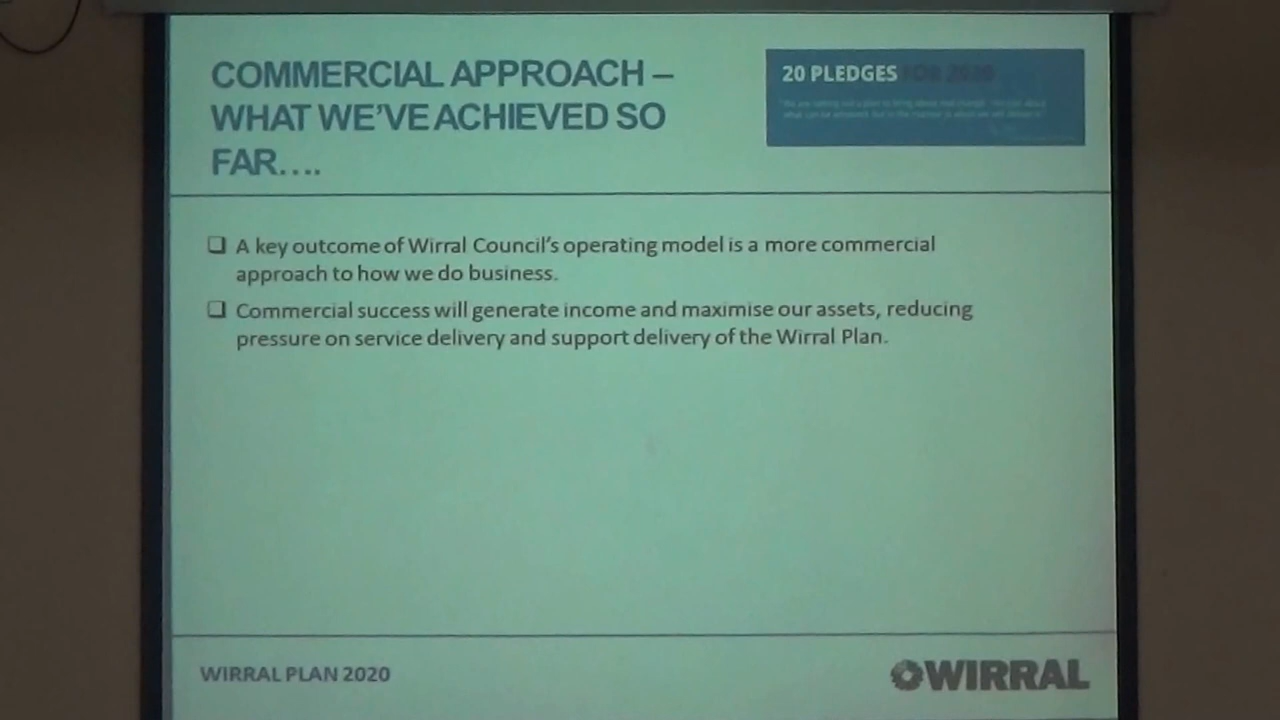 COMMERCIAL APPROACH –
WHAT WE'VE ACHIEVED SO
FAR....
20 PLEDGES FOR 2020
❑ A key outcome of Wirral Council's operating model is a more commercial
approach to how we do business.
❑ Commercial success will generate income and maximise our assets, reducing
pressure on service delivery and support delivery of the Wirral Plan.
WIRRAL PLAN 2020
WIRRAL